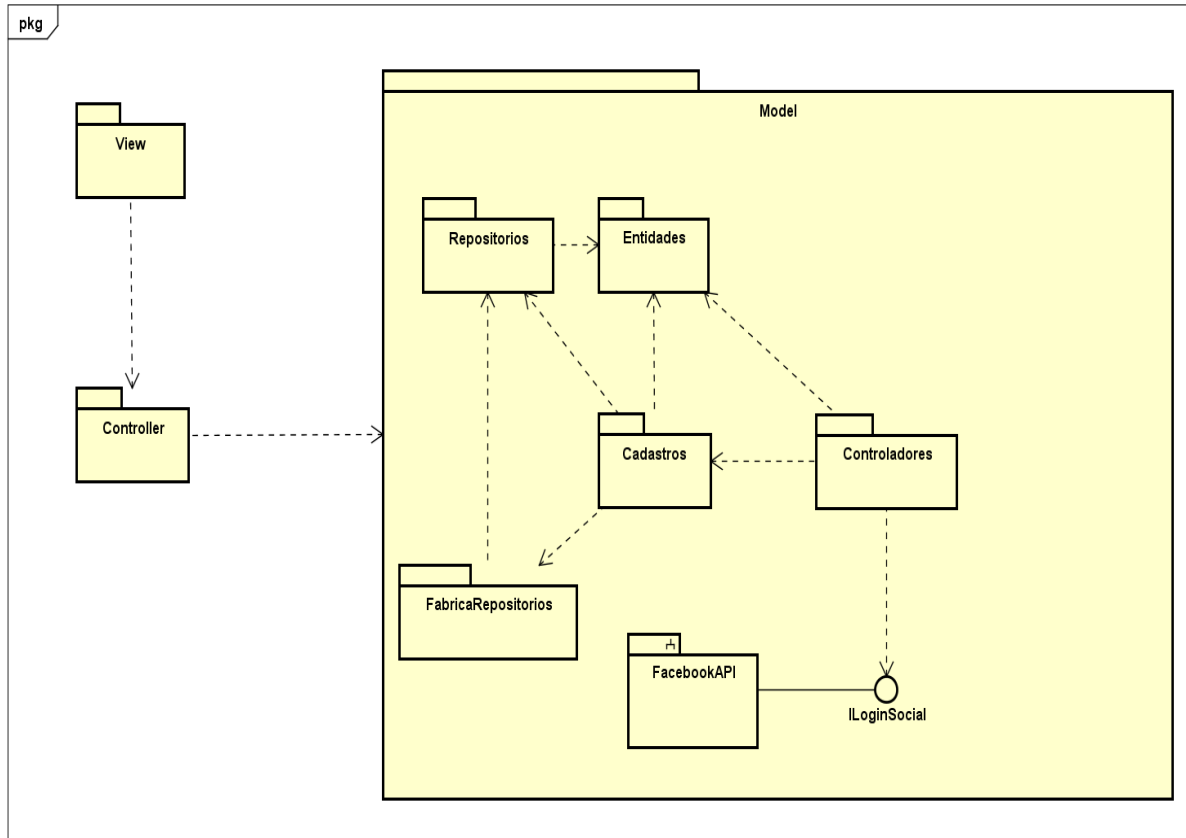 pkg
Model
View
Repositorios
Entidades
Controller
Cadastros
Controladores
FabricaRepositorios
FacebookAPI
ILoginSocial